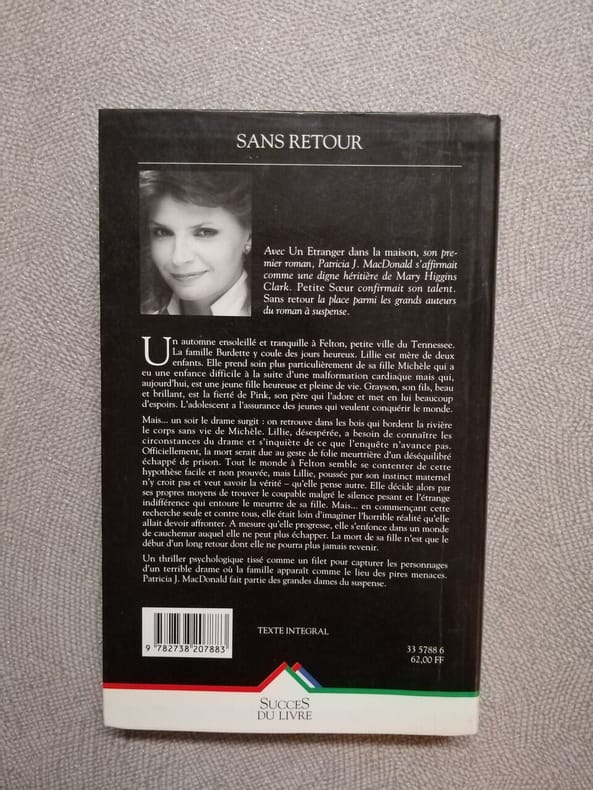 SANS RETOUR
Avec Un Etranger dans la maison, son pre-
mier roman, Patricia J. MacDonald s'affirmait
comme une digne héritière de Mary Higgins
Clark. Petite Sœur confirmait son talent.
Sans retour la place parmi les grands auteurs
du roman à suspense.
Un automne ensoleillé et tranquille à Felton, petite ville du Tennessee.
La famille Burdette y coule des jours heureux. Lillie est mère de deux
enfants. Elle prend soin plus particulièrement de sa fille Michèle qui a
eu une enfance difficile à la suite d'une malformation cardiaque mais qui,
aujourd'hui, est une jeune fille heureuse et pleine de vie. Grayson, son fils, beau
et brillant, est la fierté de Pink, son père qui l'adore et met en lui beaucoup
d'espoirs. L'adolescent a l'assurance des jeunes qui veulent conquérir le monde.
Mais... un soir le drame surgit : on retrouve dans les bois qui bordent la rivière
le corps sans vie de Michèle. Lillie, désespérée, a besoin de connaître les
circonstances du drame et s'inquiète de ce que l'enquête n'avance pas.
Officiellement, la mort serait due au geste de folie meurtrière d'un déséquilibré
échappé de prison. Tout le monde à Felton semble se contenter de cette
hypothèse facile et non prouvée, mais Lillie, poussée par son instinct maternel
n'y croit pas et veut savoir la vérité – qu'elle pense autre. Elle décide alors par
ses propres moyens de trouver le coupable malgré le silence pesant et l'étrange
indifférence qui entoure le meurtre de sa fille. Mais... en commençant cette
recherche seule et contre tous, elle était loin d'imaginer l'horrible réalité qu'elle
allait devoir affronter. A mesure qu'elle progresse, elle s'enfonce dans un monde
de cauchemar auquel elle ne peut plus échapper. La mort de sa fille n'est que le
début d'un long retour dont elle ne pourra plus jamais revenir.
Un thriller psychologique tissé comme un filet pour capturer les personnages
d'un terrible drame où la famille apparaît comme le lieu des pires menaces.
Patricia J. MacDonald fait partie des grandes dames du suspense.
9 782738 207883
TEXTE INTEGRAL
33 5788 6
62,00 FF
SUCCES
DU LIVRE